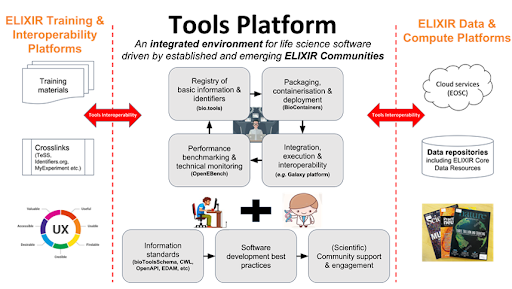 ELIXIR Training &
Interoperability
Platforms
Training
materials
Crosslinks
(TeSS,
Identifiers.org,
MyExperiment etc.)
Valuable
Useful
Usable
Findable
Credible
Desirable
Accessible
UX
Tools Interoperability
Tools Platform
An integrated environment for life science software
driven by established and emerging ELIXIR Communities
Registry of
basic information &
identifiers
(bio.tools)
Packaging,
containerisation &
deployment
(BioContainers)
Performance
benchmarking &
technical monitoring
(OpenEBench)
Integration,
execution &
interoperability
(e.g. Galaxy platform)
Information
standards
(bioToolsSchema, CWL,
OpenAPI, EDAM, etc)
Software
development best
practices
(Scientific)
Community support
& engagement
Tools Interoperability
ELIXIR Data &
Compute Platforms
Cloud services
(EOSC)
Data repositories
including ELIXIR Core
Data Resources